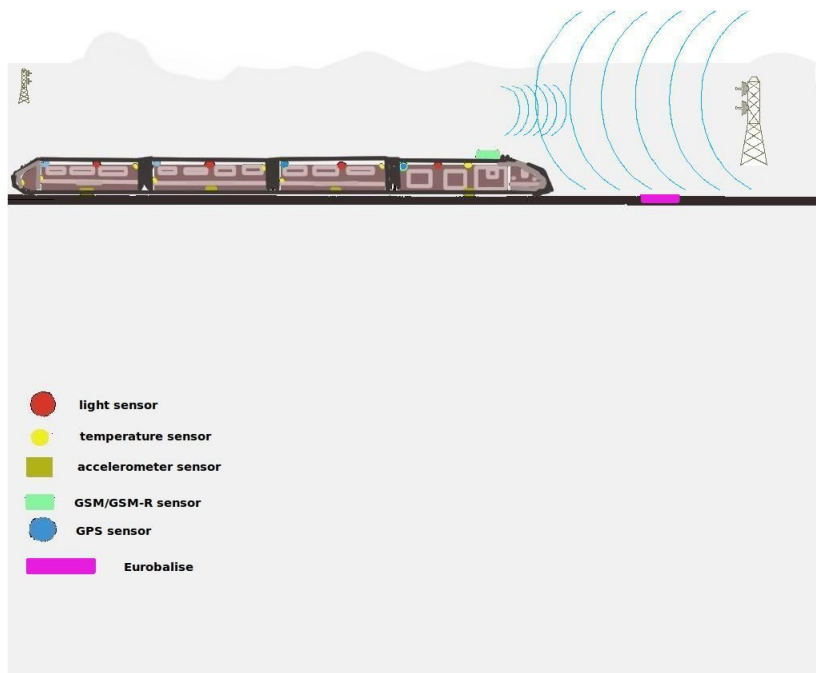 light sensor
temperature sensor
accelerometer sensor
GSM/GSM-R sensor
GPS sensor
Eurobalise